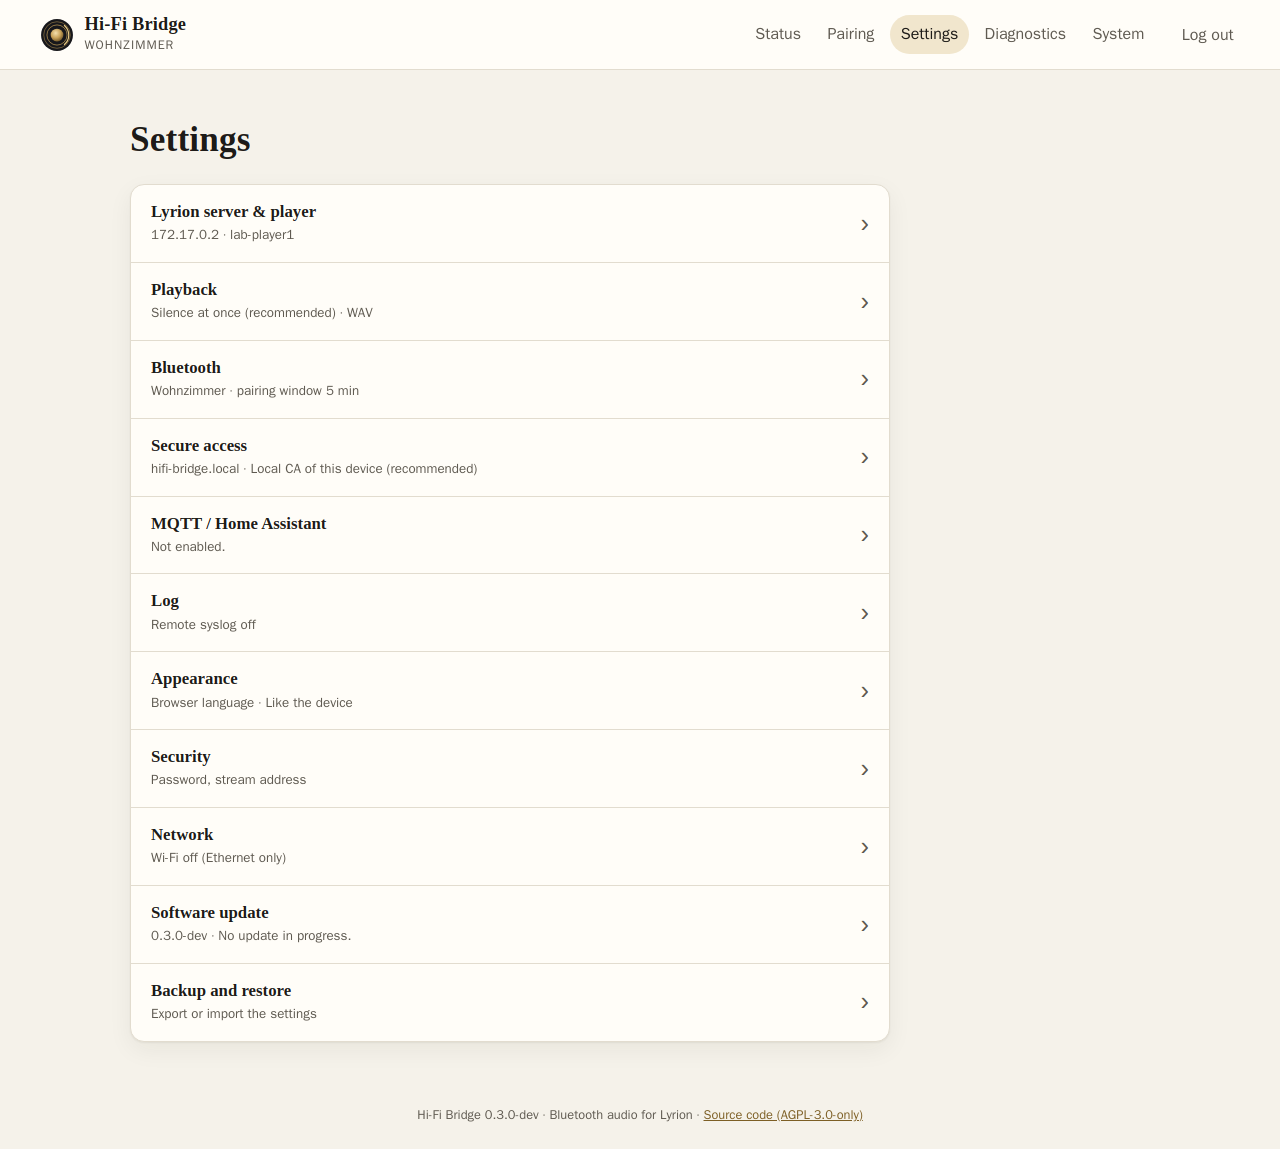 Hi-Fi Bridge
WOHNZIMMER
Status Pairing Settings Diagnostics System Log out
Settings
Lyrion server & player
172.17.0.2 · lab-player1
Playback
Silence at once (recommended) · WAV
Bluetooth
Wohnzimmer · pairing window 5 min
Secure access
hifi-bridge.local · Local CA of this device (recommended)
MQTT / Home Assistant
Not enabled.
Log
Remote syslog off
Appearance
Browser language · Like the device
Security
Password, stream address
Network
Wi-Fi off (Ethernet only)
Software update
0.3.0-dev · No update in progress.
Backup and restore
Export or import the settings
Hi-Fi Bridge 0.3.0-dev · Bluetooth audio for Lyrion · Source code (AGPL-3.0-only)